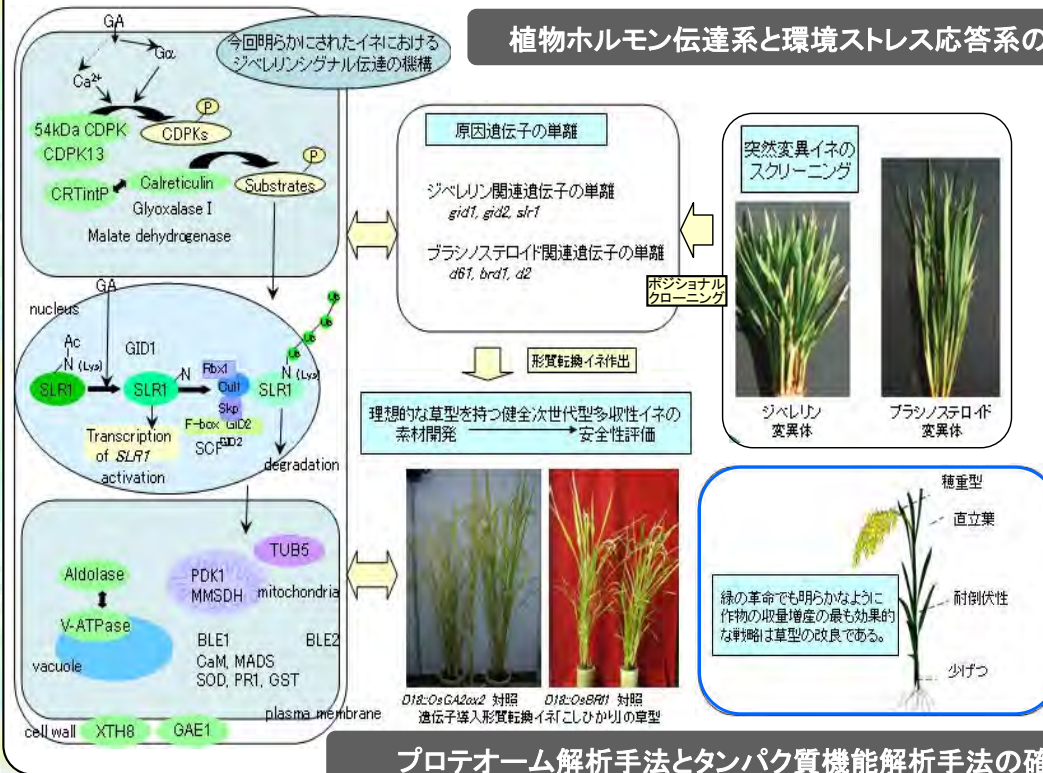 植物ホルモン伝達系と環境ストレス応答系の
今回明らかにされたイネにおける
ジベレリンシグナル伝達の機構
GA
Gα
Ca²⁺
P
54kDa CDPK
CDPKs
CDPK13
P
CRTintP
Calreticulin
Substrates
Glyoxalase I
Malate dehydrogenase
GA
nucleus
Ub
Ub
Ub
Ac
N (Lys)
GID1
N
Rbx1
N (Lys)
SLR1
SLR1
Cul1
SLR1
Skp
F-box GID2
SCF^GID2
Transcription
of SLR1
activation
degradation
TUB5
Aldolase
PDK1
MMSDH
mitochondria
V-ATPase
BLE1
BLE2
vacuole
CaM, MADS
SOD, PR1, GST
plasma membrane
cell wall
XTH8
GAE1
原因遺伝子の単離
ジベレリン関連遺伝子の単離
gid1, gid2, slr1
ブラシノステロイド関連遺伝子の単離
d61, brd1, d2
ポジショナル
クローニング
突然変異イネの
スクリーニング
ジベレリン
変異体
ブラシノステロイド
変異体
形質転換イネ作出
理想的な草型を持つ健全次世代型多収性イネの
素材開発 → 安全性評価
D18::OsGA2ox2 対照
D18::OsBRI1 対照
遺伝子導入形質転換イネ「こしひかり」の草型
穂重型
直立葉
耐倒伏性
少げつ
緑の革命でも明らかなように
作物の収量増産の最も効果的
な戦略は草型の改良である。
プロテオーム解析手法とタンパク質機能解析手法の確